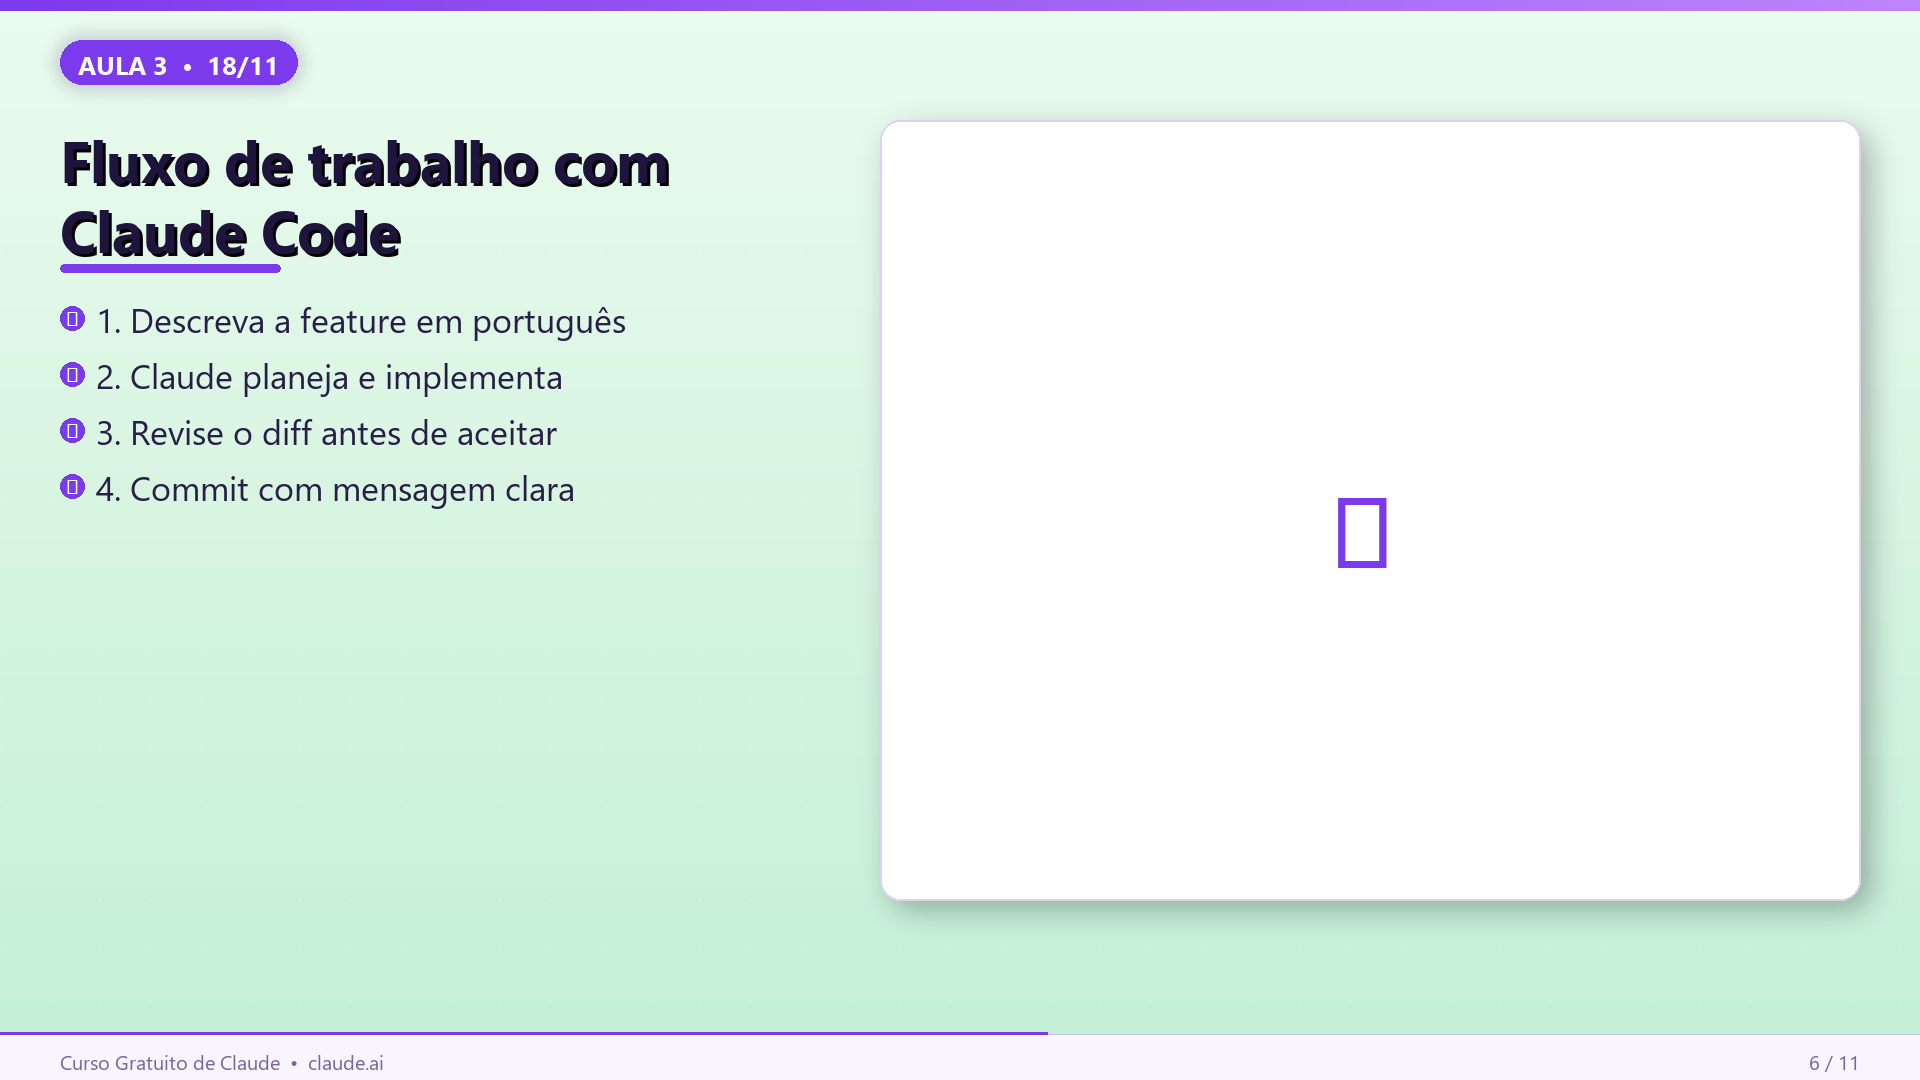 AULA 3 • 18/11
Fluxo de trabalho com
Claude Code
1. Descreva a feature em português
2. Claude planeja e implementa
3. Revise o diff antes de aceitar
4. Commit com mensagem clara
Curso Gratuito de Claude • claude.ai
6 / 11